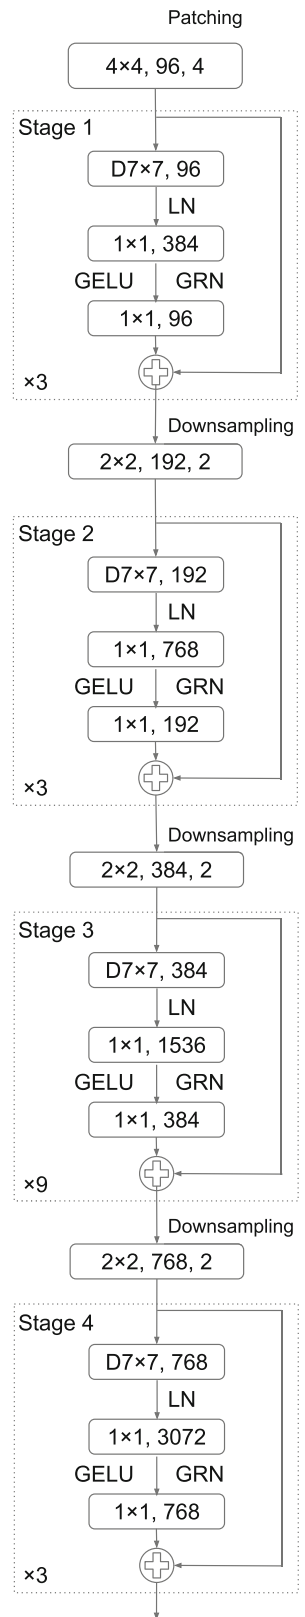 Patching
4×4, 96, 4
Stage 1
D7×7, 96
LN
1×1, 384
GELU GRN
1×1, 96
×3
Downsampling
2×2, 192, 2
Stage 2
D7×7, 192
LN
1×1, 768
GELU GRN
1×1, 192
×3
Downsampling
2×2, 384, 2
Stage 3
D7×7, 384
LN
1×1, 1536
GELU GRN
1×1, 384
×9
Downsampling
2×2, 768, 2
Stage 4
D7×7, 768
LN
1×1, 3072
GELU GRN
1×1, 768
×3